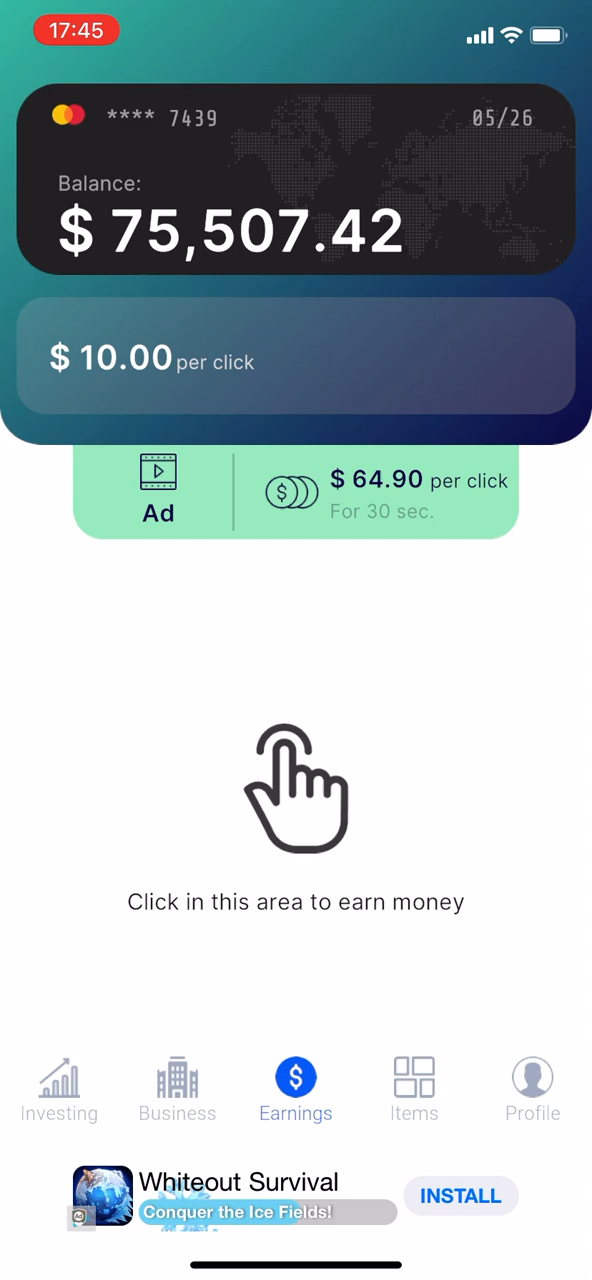 17:45
**** 7439
05/26
Balance:
$ 75,507.42
$ 10.00 per click
Ad
$ 64.90 per click
For 30 sec.
Click in this area to earn money
Investing
Business
Earnings
Items
Profile
Whiteout Survival
Conquer the Ice Fields!
INSTALL
Ad